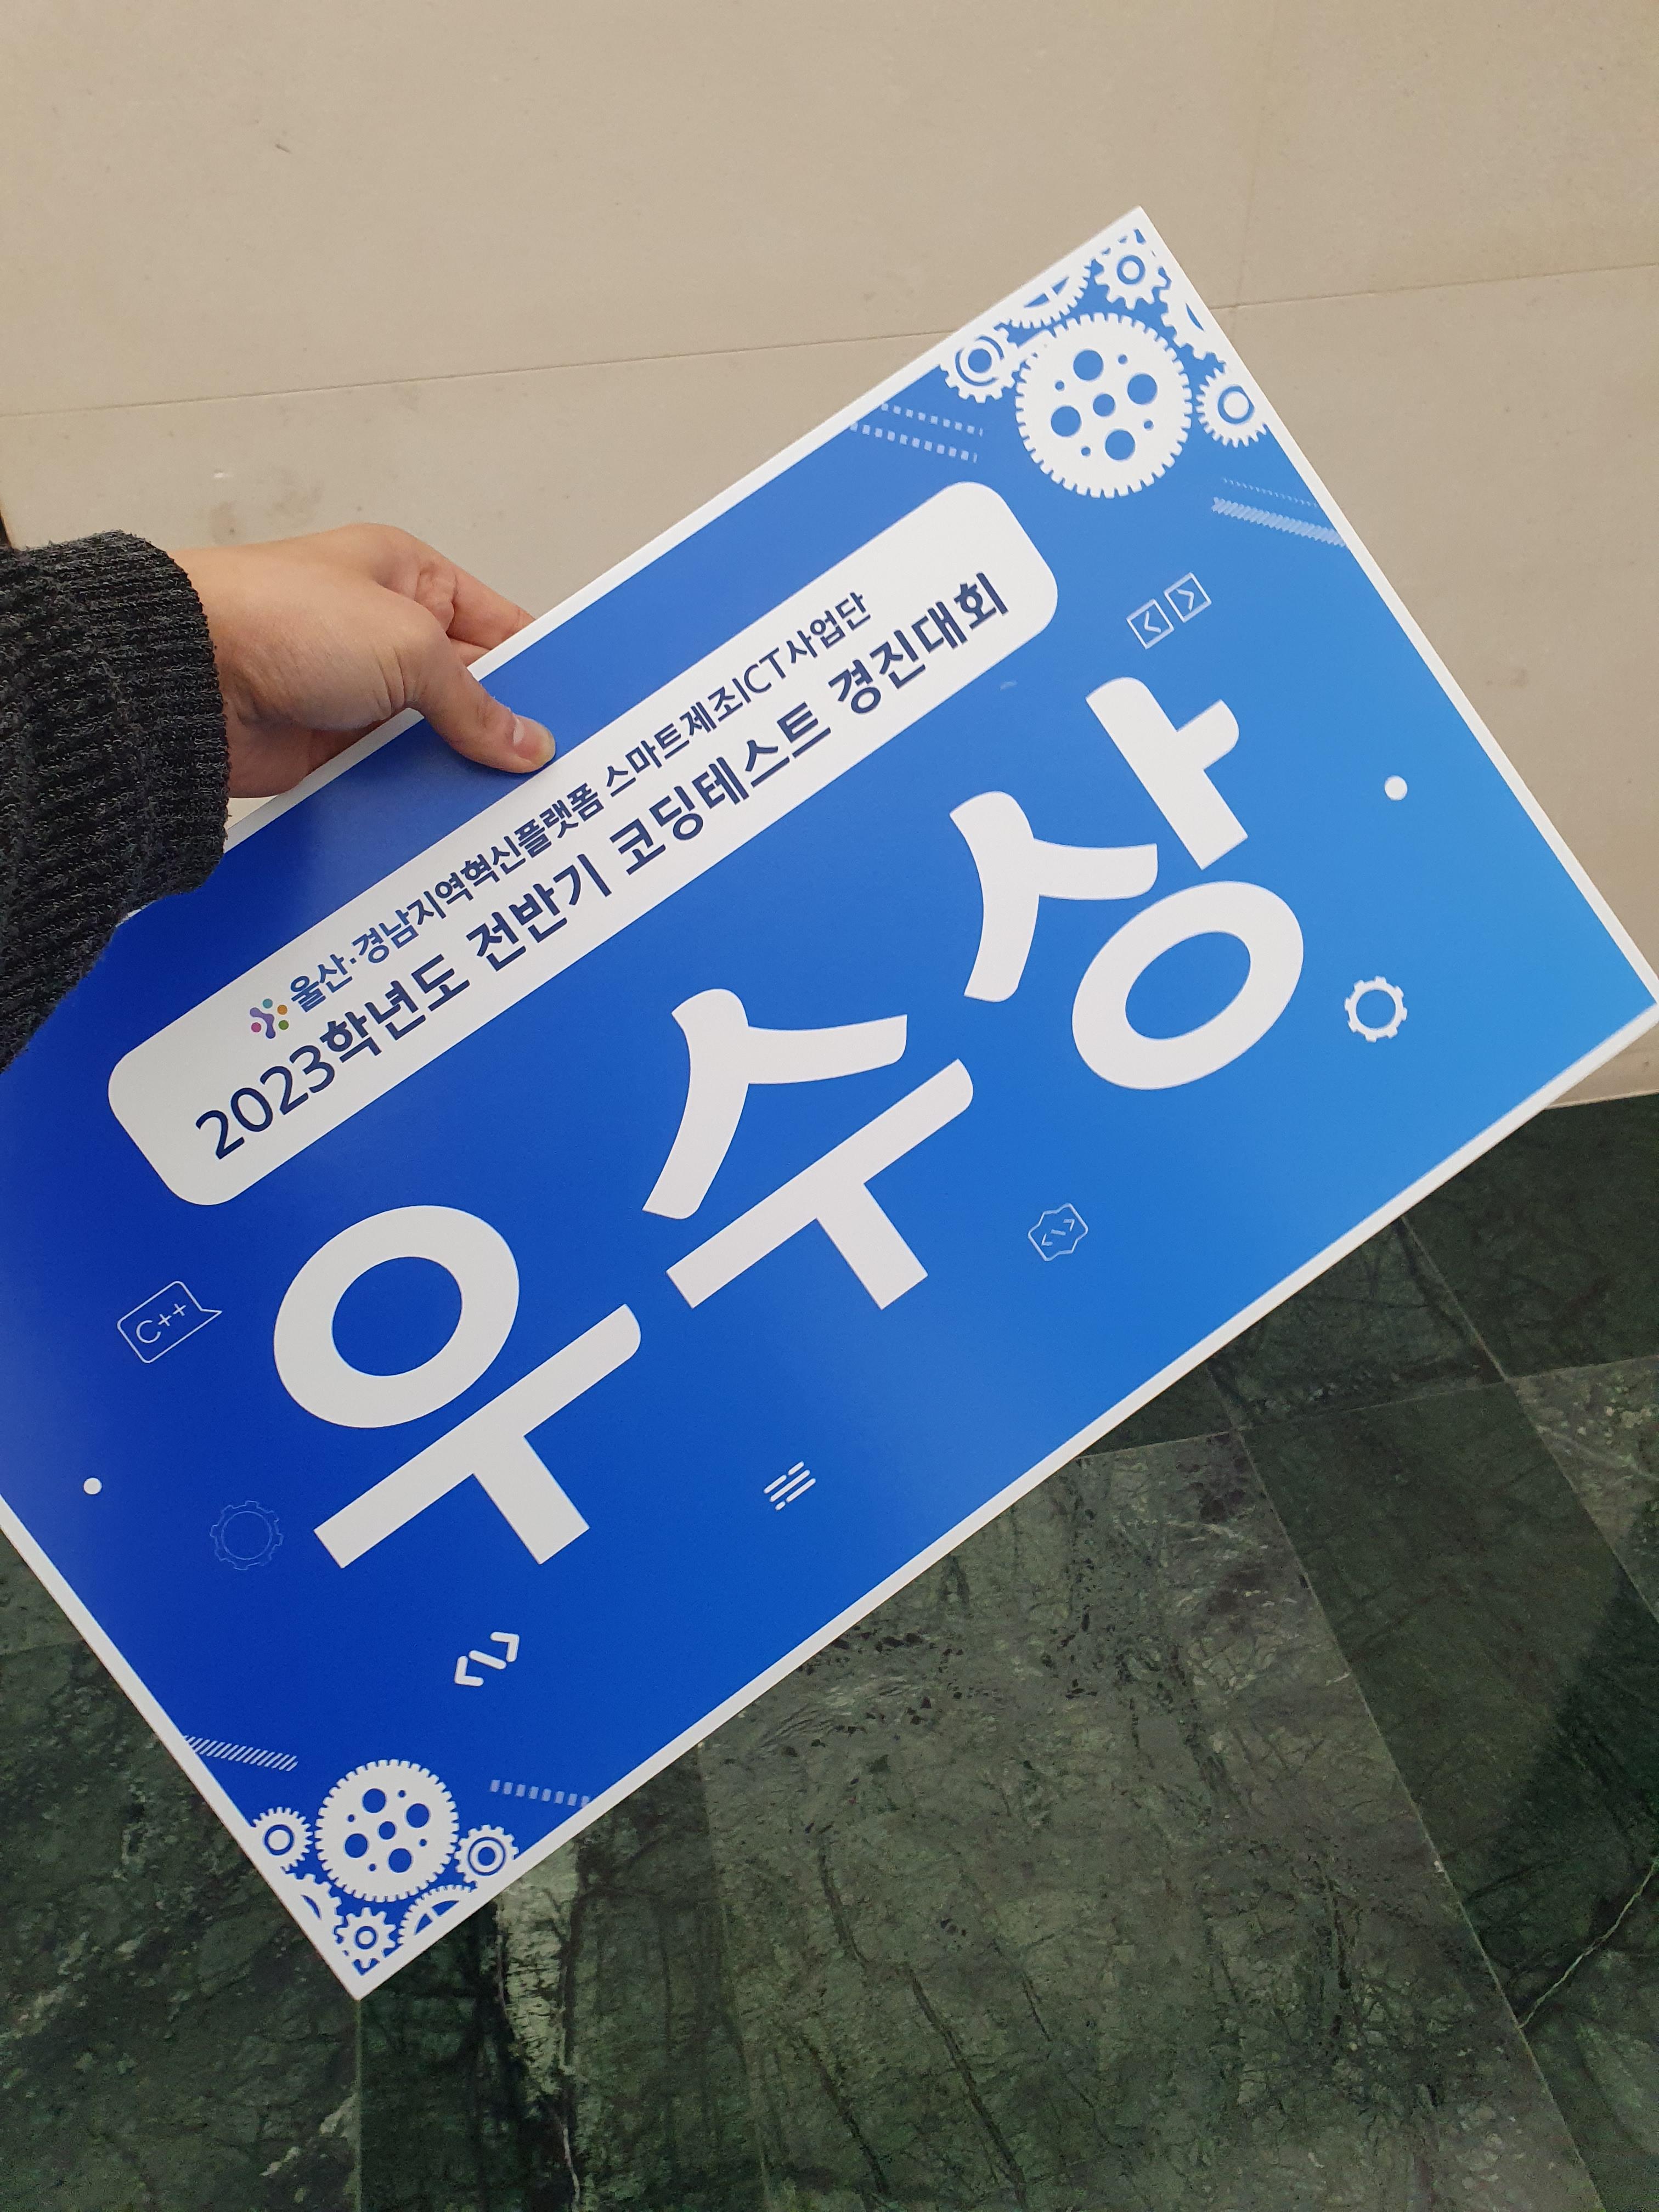 울산·경남지역혁신플랫폼 스마트제조ICT사업단
2023학년도 전반기 코딩테스트 경진대회
우수상
C++